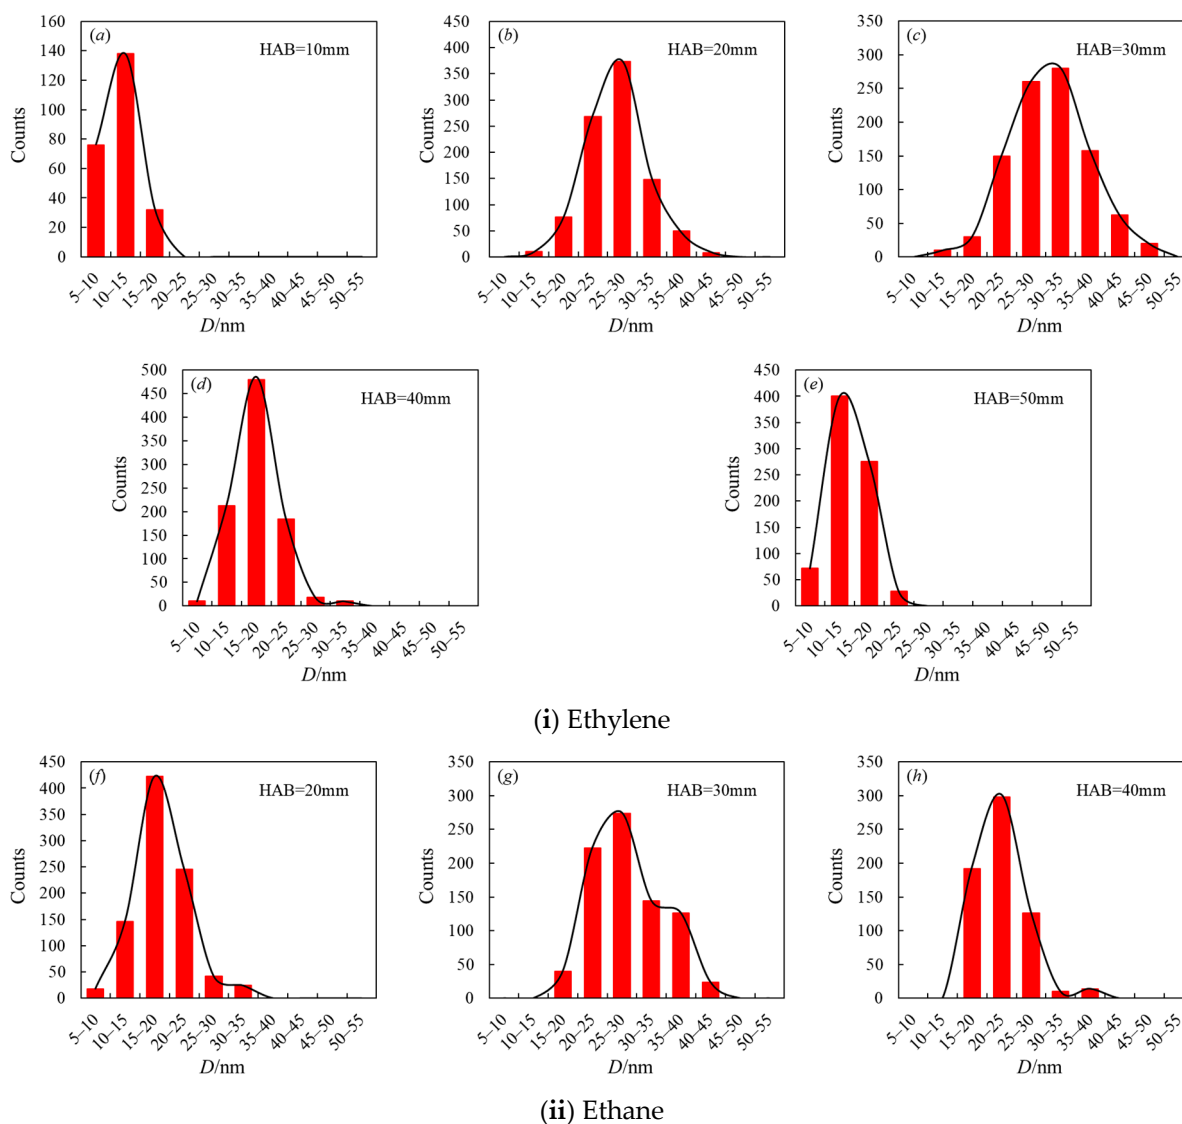 (a) HAB=10mm
160
140
120
100
80
60
40
20
0
Counts
5–10 10–15 15–20 20–25 25–30 30–35 35–40 40–45 45–50 50–55
D/nm
(b) HAB=20mm
450
400
350
300
250
200
150
100
50
0
Counts
5–10 10–15 15–20 20–25 25–30 30–35 35–40 40–45 45–50 50–55
D/nm
(c) HAB=30mm
350
300
250
200
150
100
50
0
Counts
5–10 10–15 15–20 20–25 25–30 30–35 35–40 40–45 45–50 50–55
D/nm
(d) HAB=40mm
500
450
400
350
300
250
200
150
100
50
0
Counts
5–10 10–15 15–20 20–25 25–30 30–35 35–40 40–45 45–50 50–55
D/nm
(e) HAB=50mm
450
400
350
300
250
200
150
100
50
0
Counts
5–10 10–15 15–20 20–25 25–30 30–35 35–40 40–45 45–50 50–55
D/nm
(i) Ethylene
(f) HAB=20mm
450
400
350
300
250
200
150
100
50
0
Counts
5–10 10–15 15–20 20–25 25–30 30–35 35–40 40–45 45–50 50–55
D/nm
(g) HAB=30mm
350
300
250
200
150
100
50
0
Counts
5–10 10–15 15–20 20–25 25–30 30–35 35–40 40–45 45–50 50–55
D/nm
(h) HAB=40mm
350
300
250
200
150
100
50
0
Counts
5–10 10–15 15–20 20–25 25–30 30–35 35–40 40–45 45–50 50–55
D/nm
(ii) Ethane